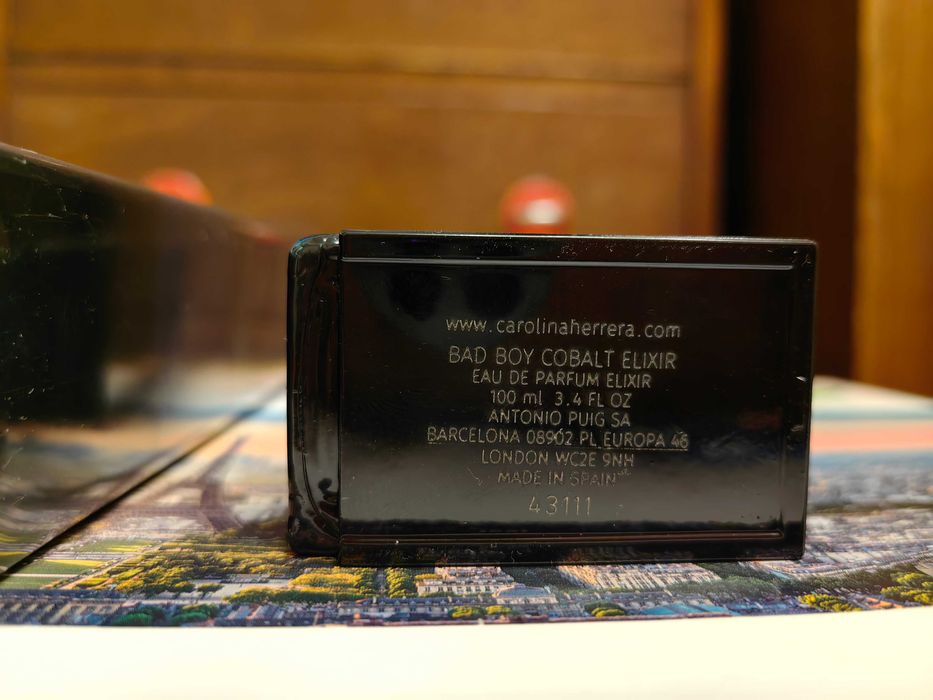 www.carolinaherrera.com
BAD BOY COBALT ELIXIR
EAU DE PARFUM ELIXIR
100 ml 3.4 FL OZ
ANTONIO PUIG SA
BARCELONA 08902 PL.EUROPA 46
LONDON WC2E 9NH
MADE IN SPAIN
43111